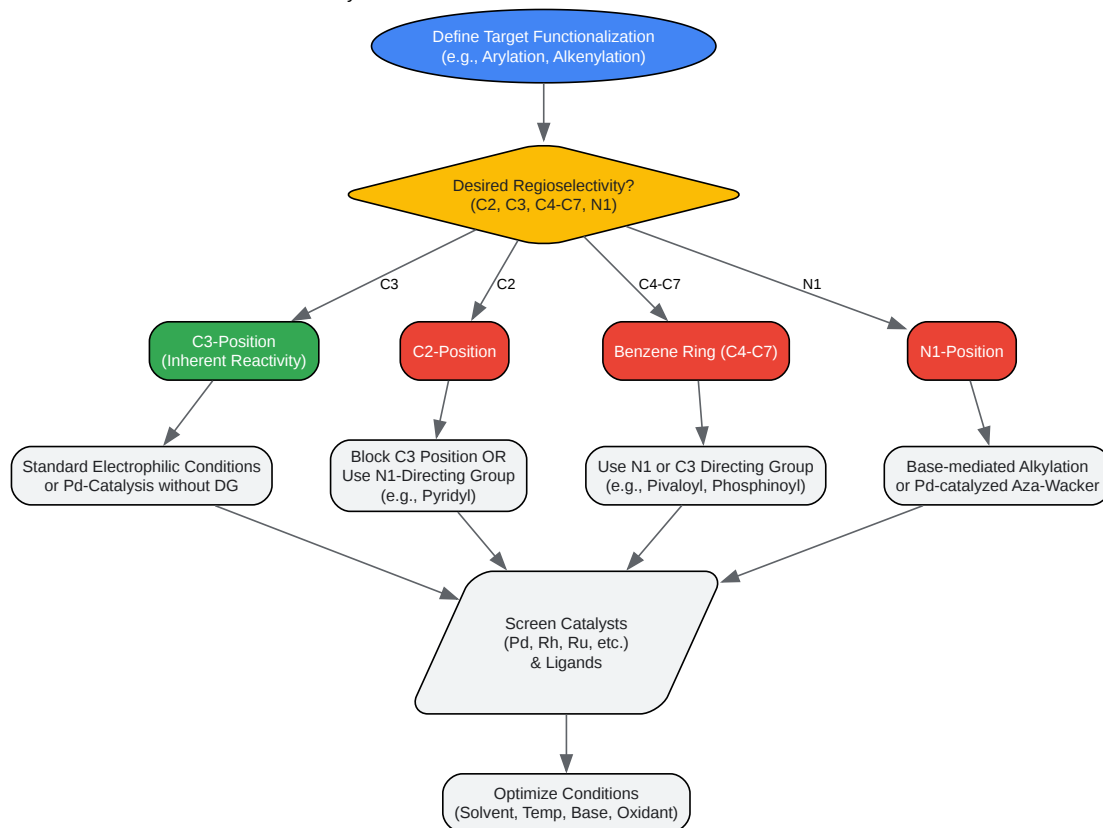 Define Target Functionalization
(e.g., Arylation, Alkenylation)
Desired Regioselectivity?
(C2, C3, C4-C7, N1)
C3
C2
C4-C7
N1
C3-Position
(Inherent Reactivity)
C2-Position
Benzene Ring (C4-C7)
N1-Position
Standard Electrophilic Conditions
or Pd-Catalysis without DG
Block C3 Position OR
Use N1-Directing Group
(e.g., Pyridyl)
Use N1 or C3 Directing Group
(e.g., Pivaloyl, Phosphinoyl)
Base-mediated Alkylation
or Pd-catalyzed Aza-Wacker
Screen Catalysts
(Pd, Rh, Ru, etc.)
& Ligands
Optimize Conditions
(Solvent, Temp, Base, Oxidant)